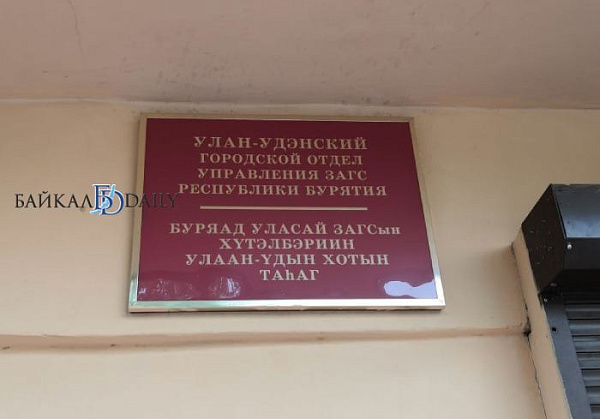 УЛАН-УДЭНСКИЙ
ГОРОДСКОЙ ОТДЕЛ
УПРАВЛЕНИЯ ЗАГС
РЕСПУБЛИКИ БУРЯТИЯ
БУРЯАД УЛАСАЙ ЗАГСын
ХҮТЭЛБЭРИИН
УЛААН-ҮДЫН ХОТЫН
ТАҺАГ
БАЙКАЛ DAILY